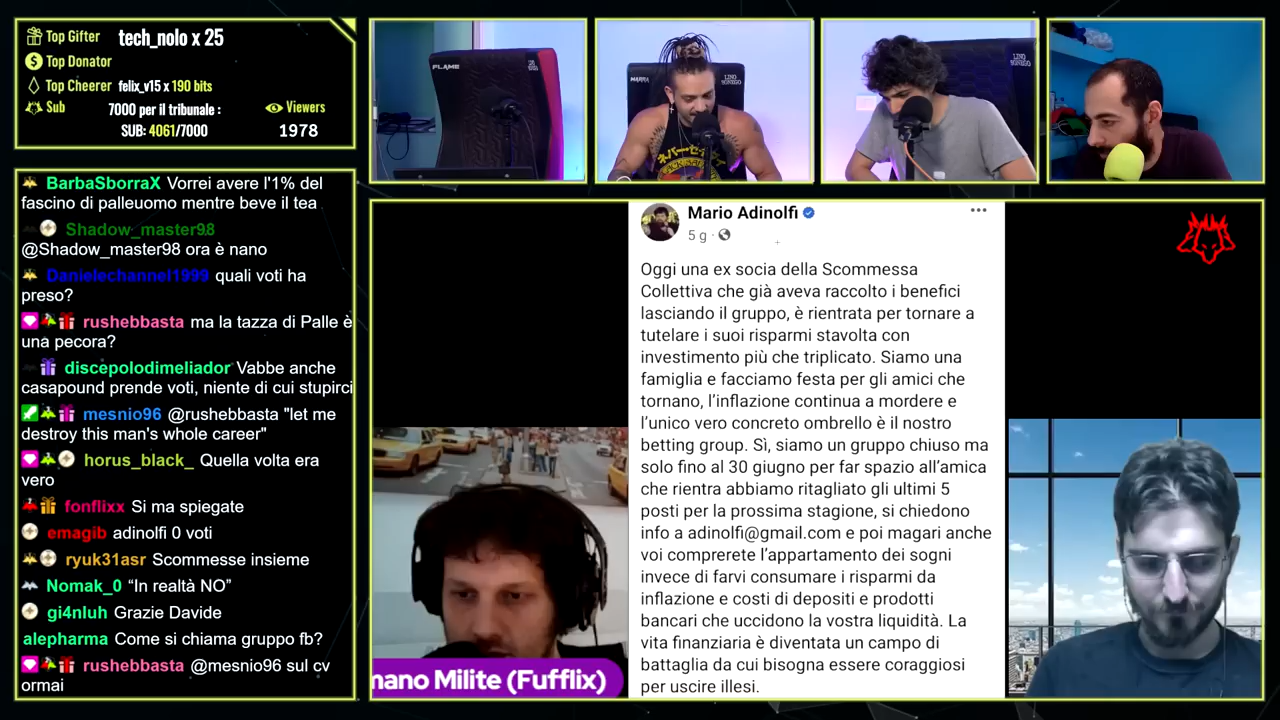 Top Gifter
tech_nolo x 25
Top Donator
Top Cheerer
felix_v15 x 190 bits
Sub
7000 per il tribunale :
SUB: 4061/7000
Viewers
1978
BarbaSborraX Vorrei avere l'1% del
fascino di palleuomo mentre beve il tea
Shadow_master98
@Shadow_master98 ora è nano
Danielechannel1999 quali voti ha
preso?
rushebbasta ma la tazza di Palle è
una pecora?
discepolodimeliador Vabbe anche
casapound prende voti, niente di cui stupirci
mesnio96 @rushebbasta "let me
destroy this man's whole career"
horus_black_ Quella volta era
vero
fonflixx Si ma spiegate
emagib adinolfi 0 voti
ryuk31asr Scommesse insieme
Nomak_0 “In realtà NO”
gi4nluh Grazie Davide
alepharma Come si chiama gruppo fb?
rushebbasta @mesnio96 sul cv
ormai
FLAME
Mario Adinolfi
5 g
Oggi una ex socia della Scommessa
Collettiva che già aveva raccolto i benefici
lasciando il gruppo, è rientrata per tornare a
tutelare i suoi risparmi stavolta con
investimento più che triplicato. Siamo una
famiglia e facciamo festa per gli amici che
tornano, l’inflazione continua a mordere e
l’unico vero concreto ombrello è il nostro
betting group. Sì, siamo un gruppo chiuso ma
solo fino al 30 giugno per far spazio all’amica
che rientra abbiamo ritagliato gli ultimi 5
posti per la prossima stagione, si chiedono
info a adinolfi@gmail.com e poi magari anche
voi comprerete l’appartamento dei sogni
invece di farvi consumare i risparmi da
inflazione e costi di depositi e prodotti
bancari che uccidono la vostra liquidità. La
vita finanziaria è diventata un campo di
battaglia da cui bisogna essere coraggiosi
per uscire illesi.
mano Milite (Fufflix)